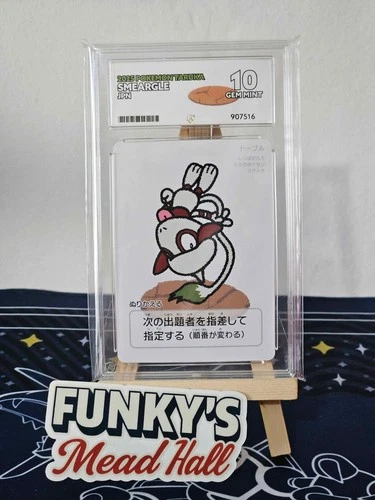 2025 POKEMON TARUKA
SMEARGLE
JPN
10
GEM MINT
907516
ドーブル
ぬりかえる
次の出題者を指差して
指定する（順番が変わる）
FUNKY'S
Mead Hall